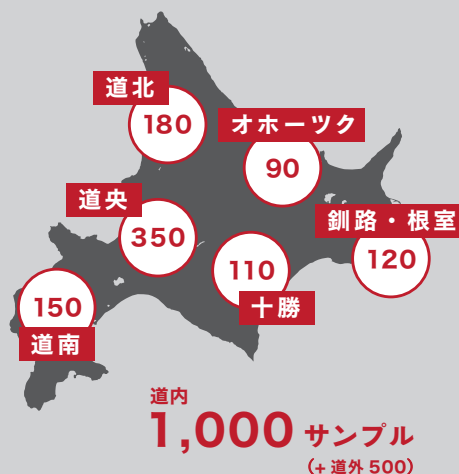 道北
180
オホーツク
90
道央
350
釧路・根室
120
110
十勝
150
道南
道内
1,000 サンプル
(+ 道外 500)